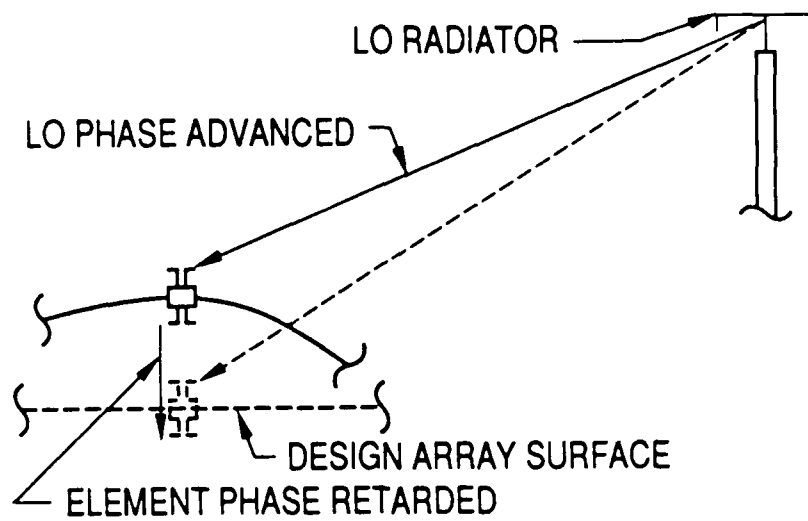 LO RADIATOR
LO PHASE ADVANCED
DESIGN ARRAY SURFACE
ELEMENT PHASE RETARDED